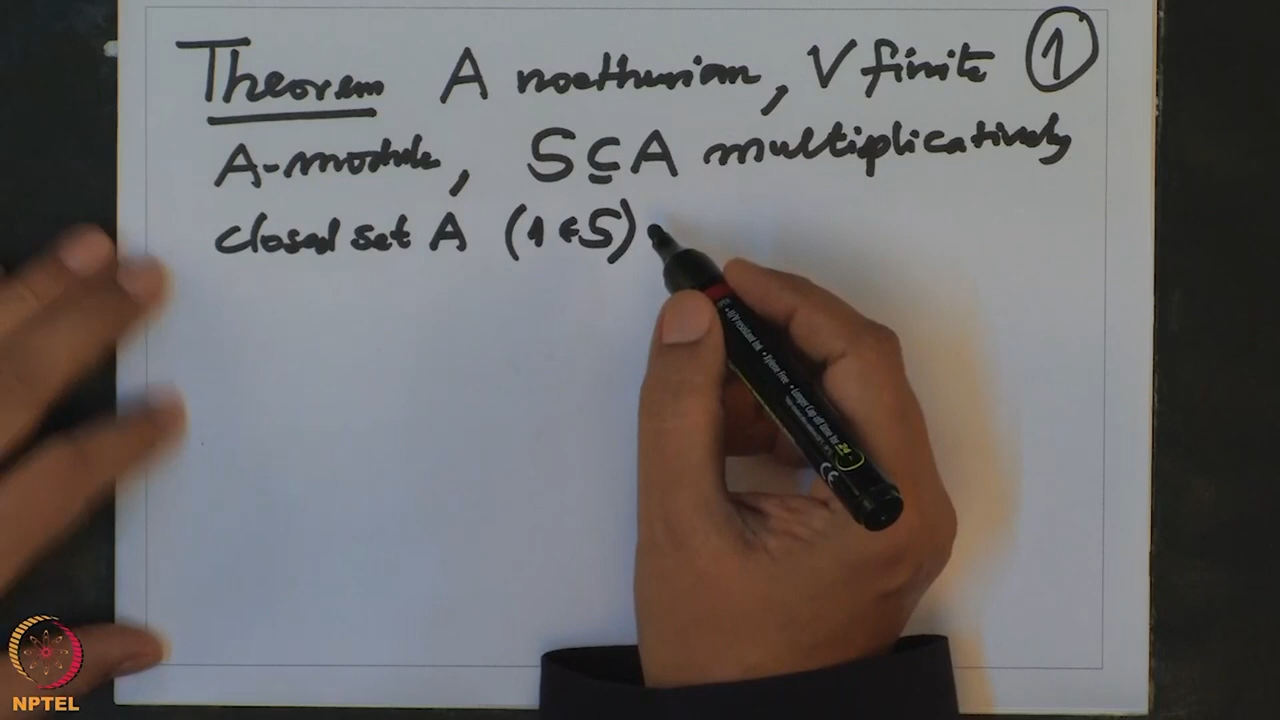 Theorem A noetherian, V finite 1
A-module, S ⊆ A multiplicatively
closed set A (1 ∈ S).
NPTEL